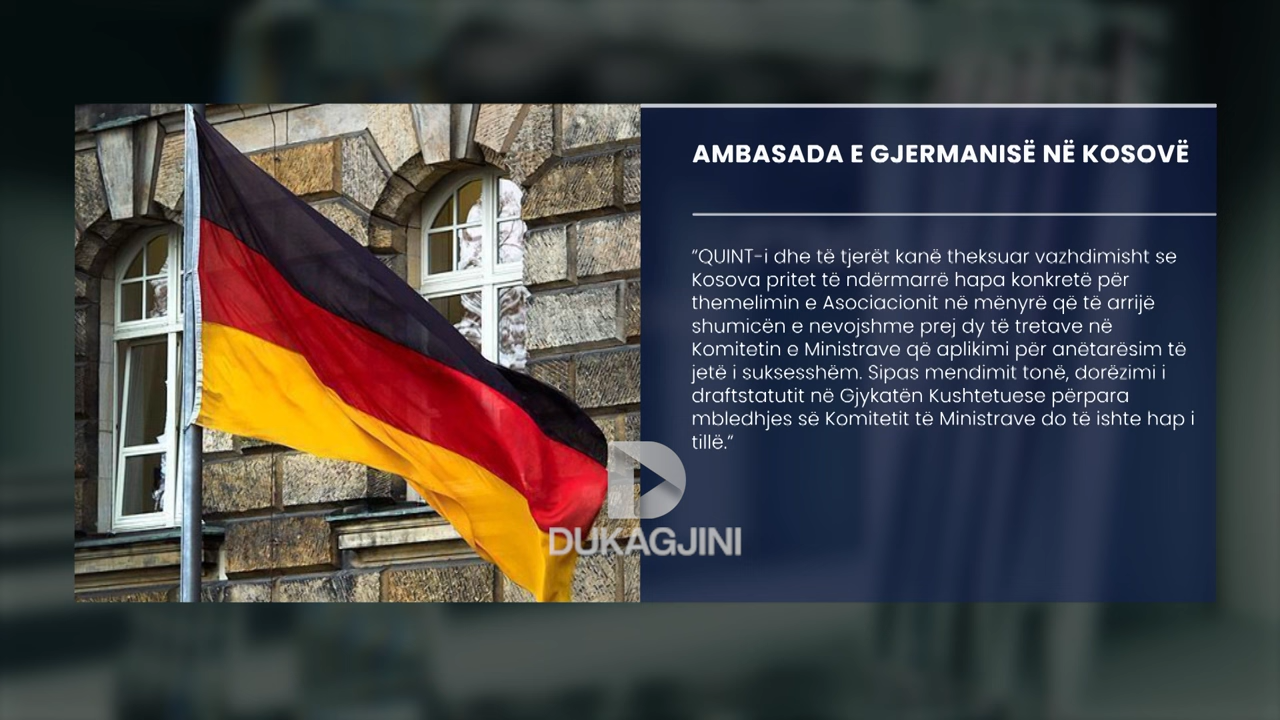 AMBASADA E GJERMANISË NË KOSOVË
“QUINT-i dhe të tjerët kanë theksuar vazhdimisht se
Kosova pritet të ndërmarrë hapa konkretë për
themelimin e Asociacionit në mënyrë që të arrijë
shumicën e nevojshme prej dy të tretave në
Komitetin e Ministrave që aplikimi për anëtarësim të
jetë i suksesshëm. Sipas mendimit tonë, dorëzimi i
draftstatutit në Gjykatën Kushtetuese përpara
mbledhjes së Komitetit të Ministrave do të ishte hap i
tillë.“
DUKAGJINI